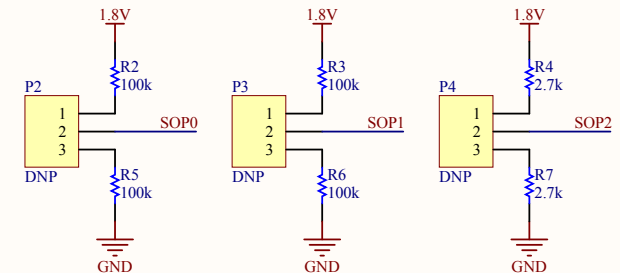 1.8V
R2
100k
P2
1
2
3
SOP0
DNP
R5
100k
GND
1.8V
R3
100k
P3
1
2
3
SOP1
DNP
R6
100k
GND
1.8V
R4
2.7k
P4
1
2
3
SOP2
DNP
R7
2.7k
GND